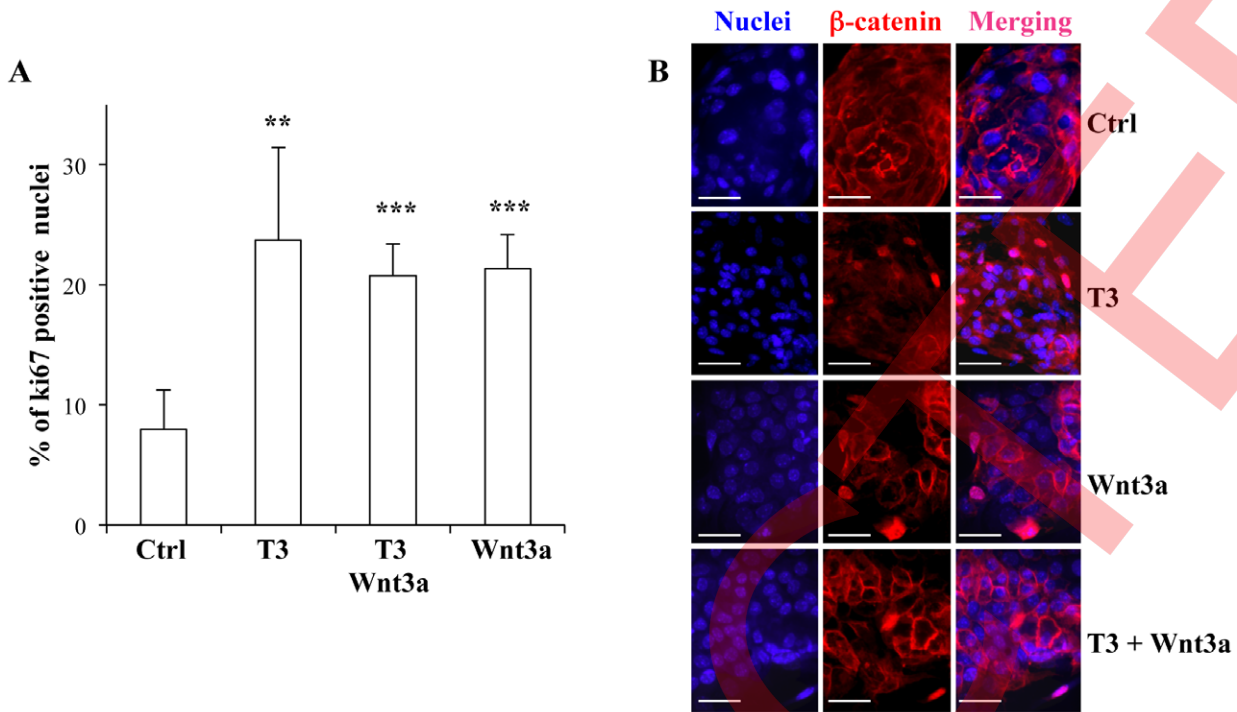 A
% of ki67 positive nuclei
30
20
10
0
**
***
***
Ctrl
T3
T3
Wnt3a
Wnt3a
B
Nuclei
β-catenin
Merging
Ctrl
T3
Wnt3a
T3 + Wnt3a